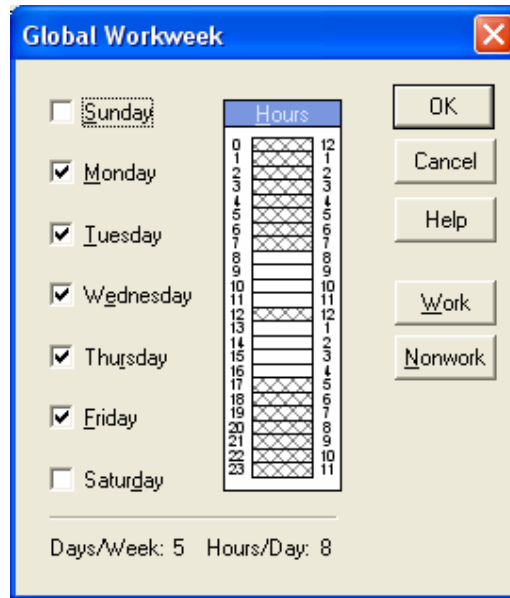 Global Workweek
Sunday
Monday
Tuesday
Wednesday
Thursday
Friday
Saturday
Hours
0 12
1 1
2 2
3 3
4 4
5 5
6 6
7 7
8 8
9 9
10 10
11 11
12 12
13 1
14 2
15 3
16 4
17 5
18 6
19 7
20 8
21 9
22 10
23 11
OK
Cancel
Help
Work
Nonwork
Days/Week: 5 Hours/Day: 8